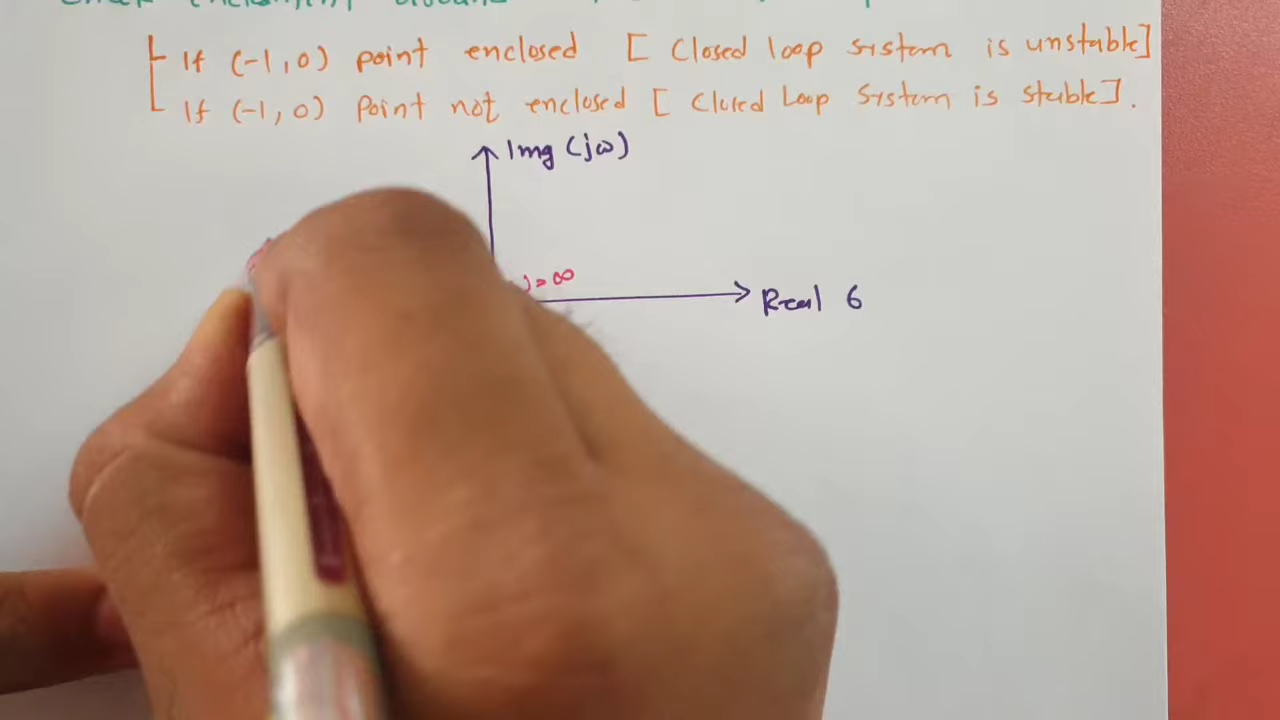 If (-1,0) point enclosed [ Closed loop system is unstable]
If (-1,0) Point not enclosed [ Closed Loop System is stable].
Img (jω)
= ∞
Real 6